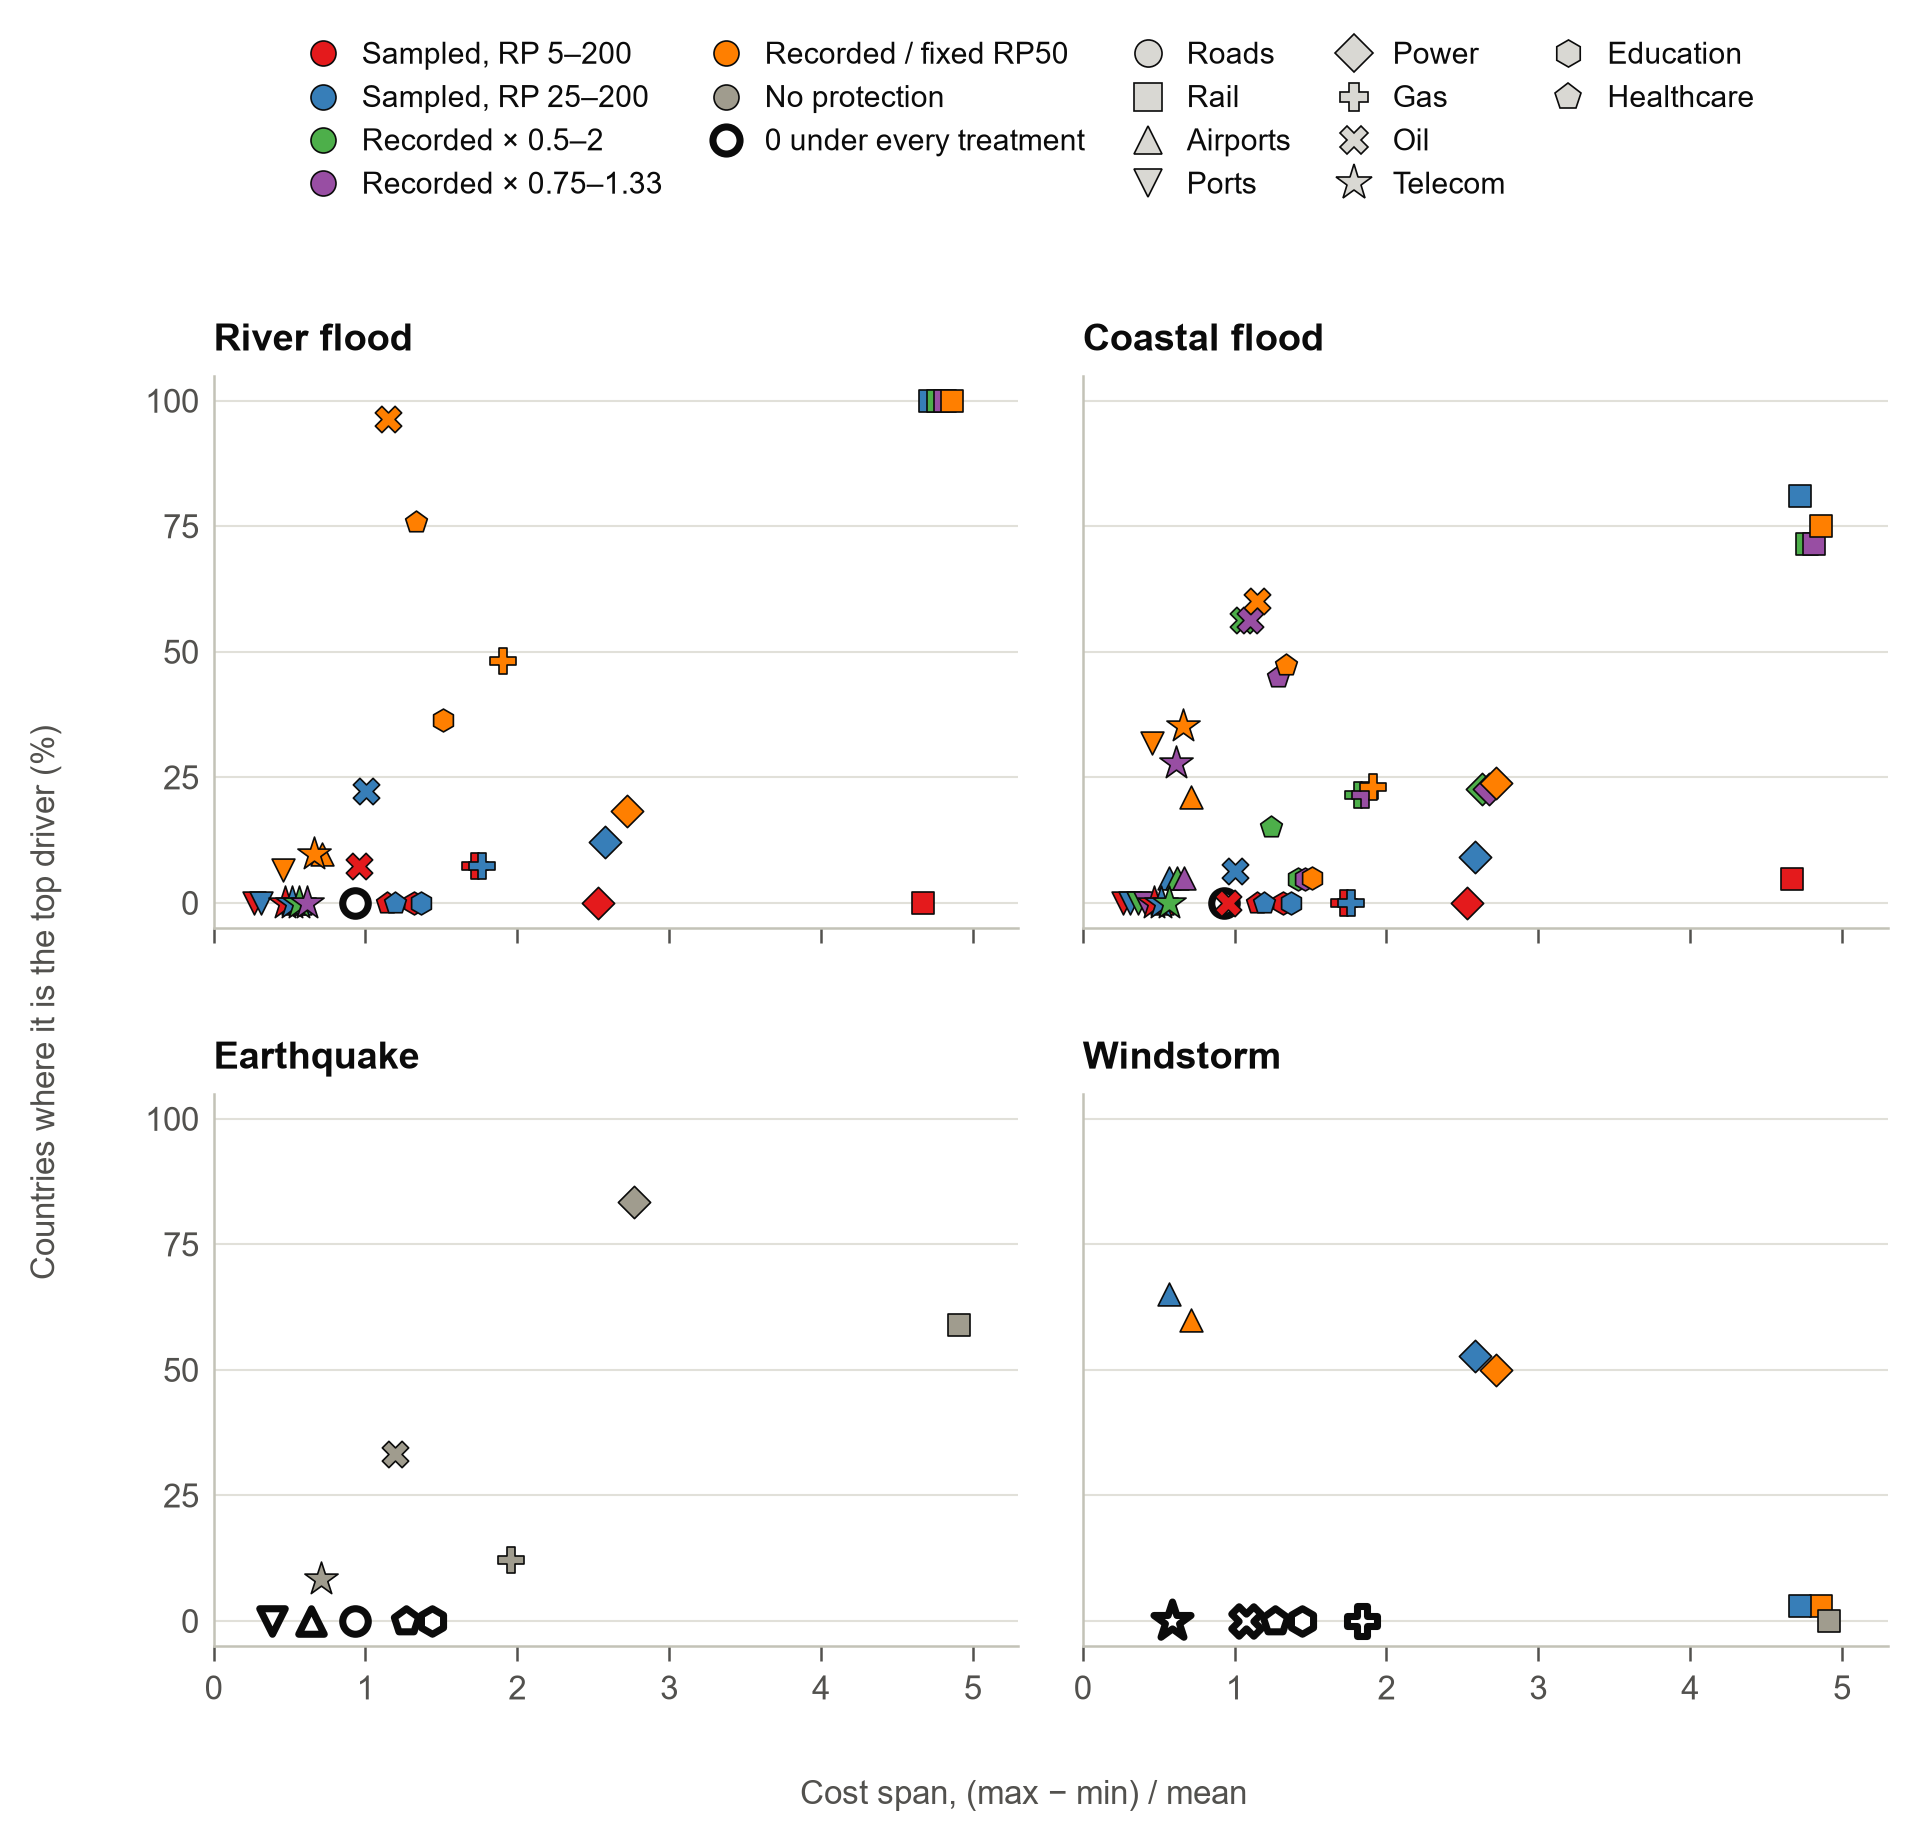 Sampled, RP 5–200
Sampled, RP 25–200
Recorded × 0.5–2
Recorded × 0.75–1.33
Recorded / fixed RP50
No protection
0 under every treatment
Roads
Rail
Airports
Ports
Power
Gas
Oil
Telecom
Education
Healthcare
River flood
100
75
50
25
0
Coastal flood
Countries where it is the top driver (%)
Earthquake
100
75
50
25
0
0 1 2 3 4 5
Windstorm
0 1 2 3 4 5
Cost span, (max − min) / mean